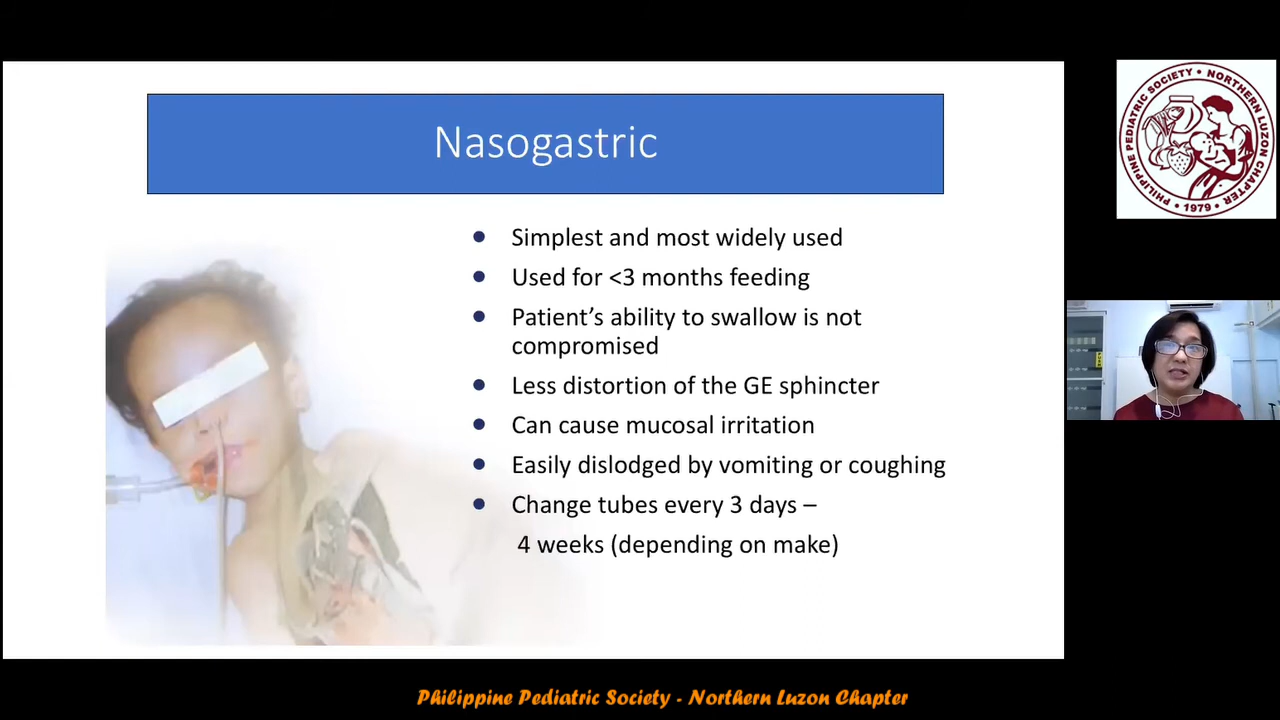 Nasogastric
Simplest and most widely used
Used for <3 months feeding
Patient’s ability to swallow is not
compromised
Less distortion of the GE sphincter
Can cause mucosal irritation
Easily dislodged by vomiting or coughing
Change tubes every 3 days –
4 weeks (depending on make)
PHILIPPINE PEDIATRIC SOCIETY • NORTHERN LUZON CHAPTER
• 1979 •
Philippine Pediatric Society - Northern Luzon Chapter